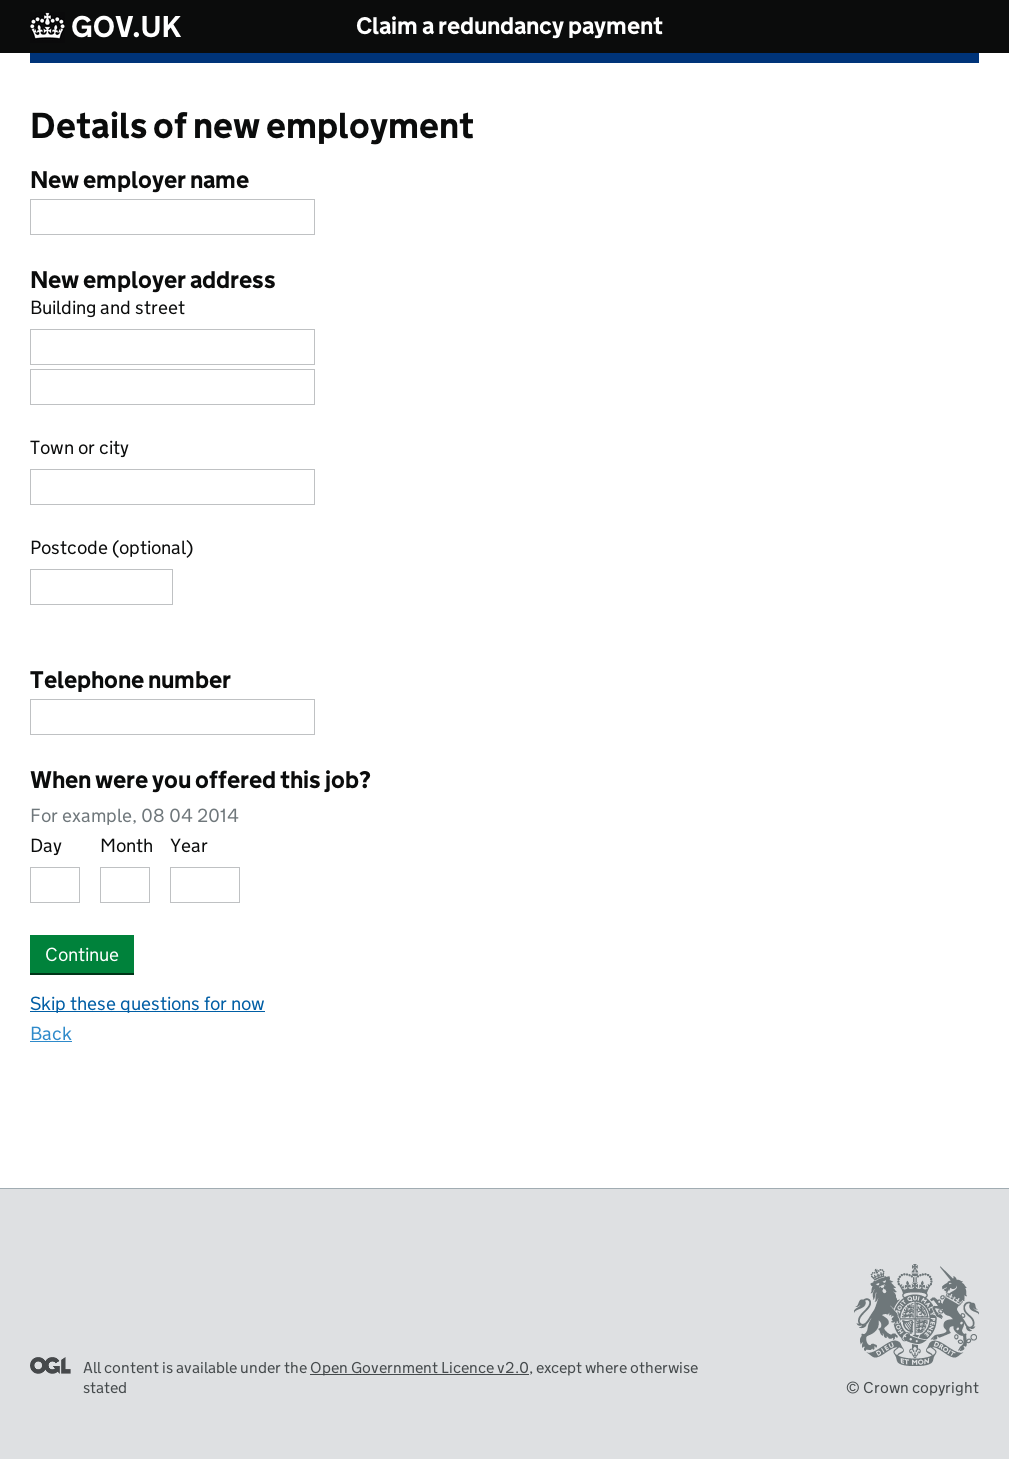 GOV.UK
Claim a redundancy payment
Details of new employment
New employer name
New employer address
Building and street
Town or city
Postcode (optional)
Telephone number
When were you offered this job?
For example, 08 04 2014
Day Month Year
Continue
Skip these questions for now
Back
OGL All content is available under the Open Government Licence v2.0, except where otherwise
stated
© Crown copyright